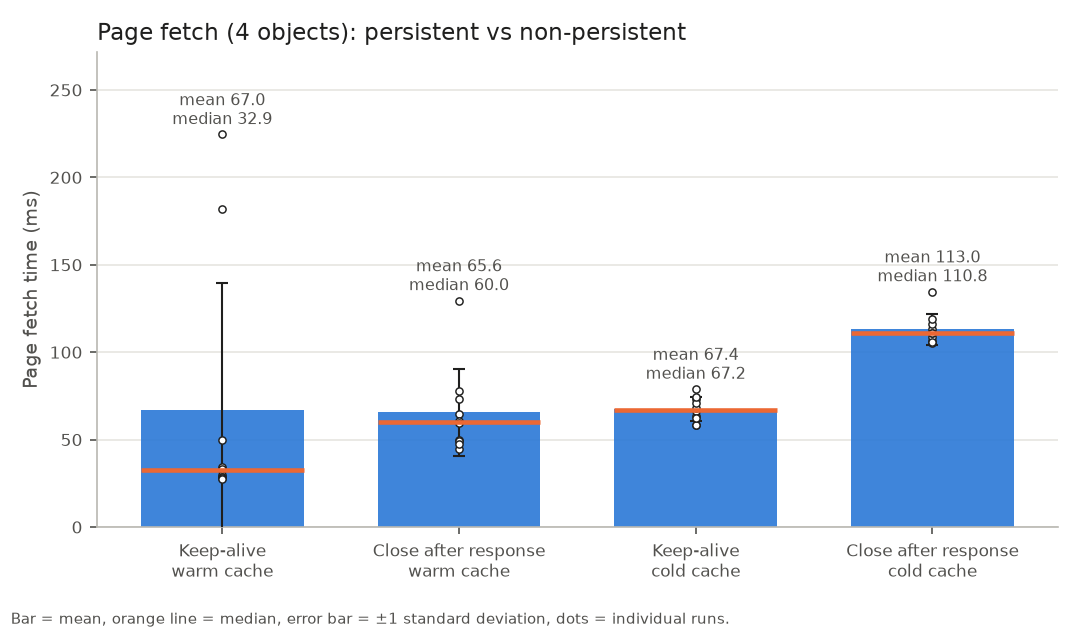 Page fetch (4 objects): persistent vs non-persistent
Page fetch time (ms)
250
200
150
100
50
0
mean 67.0
median 32.9
mean 65.6
median 60.0
mean 67.4
median 67.2
mean 113.0
median 110.8
Keep-alive
warm cache
Close after response
warm cache
Keep-alive
cold cache
Close after response
cold cache
Bar = mean, orange line = median, error bar = ±1 standard deviation, dots = individual runs.